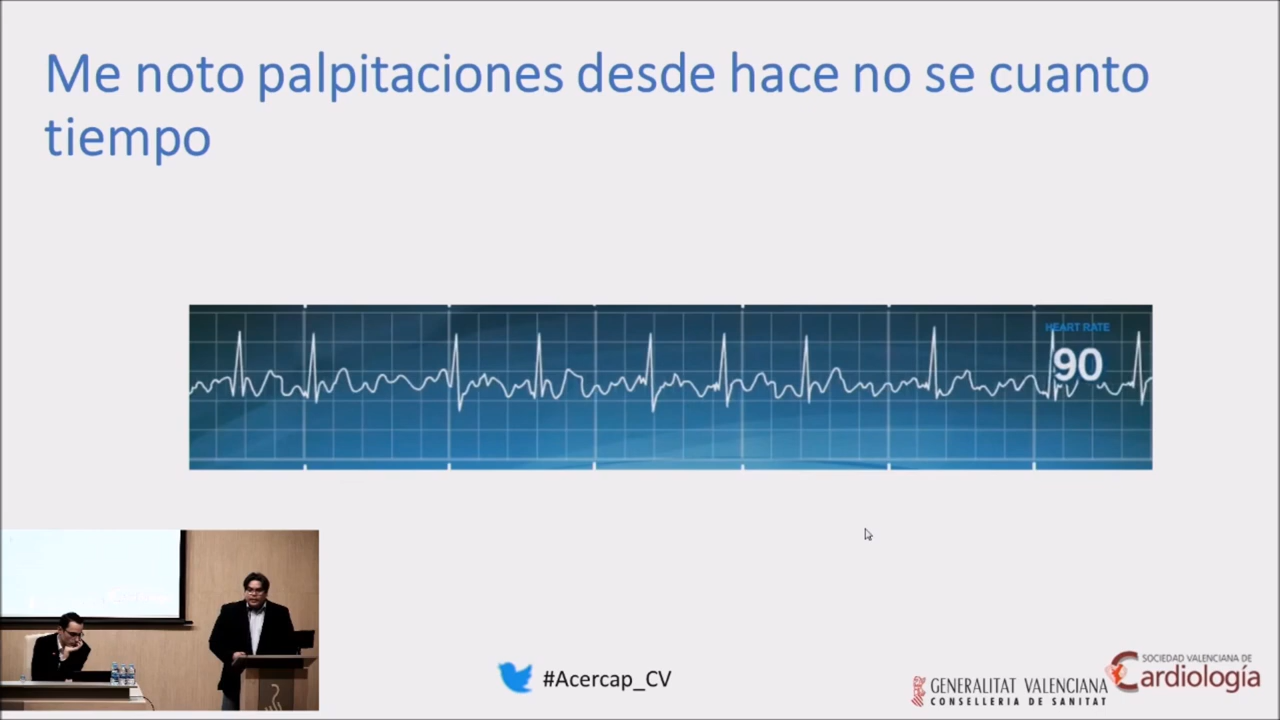 Me noto palpitaciones desde hace no se cuanto
tiempo
HEART RATE
90
#Acercap_CV
GENERALITAT VALENCIANA
CONSELLERIA DE SANITAT
SOCIEDAD VALENCIANA DE
Cardiología